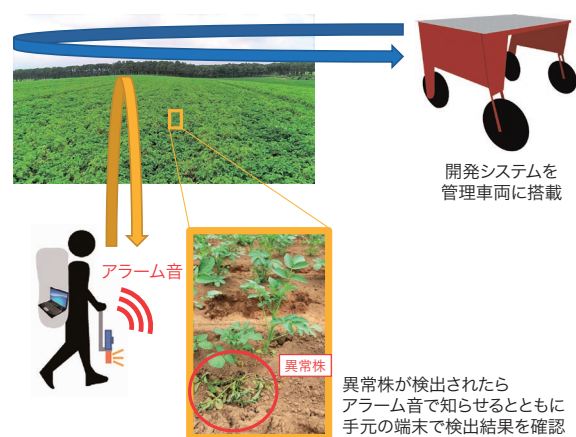 開発システムを
管理車両に搭載
アラーム音
異常株
異常株が検出されたら
アラーム音で知らせるとともに
手元の端末で検出結果を確認